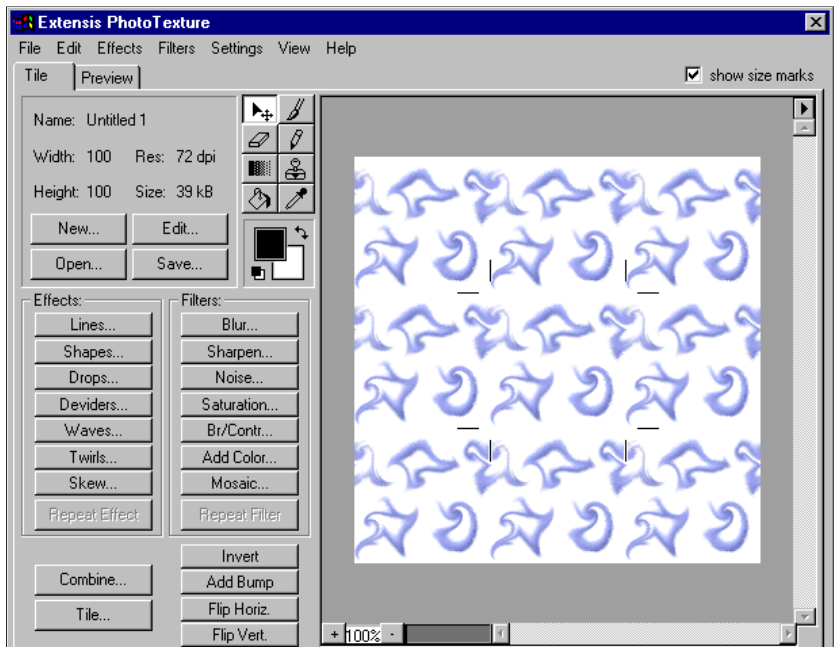 Extensis PhotoTexture
File Edit Effects Filters Settings View Help
Tile Preview
show size marks
Name: Untitled 1
Width: 100 Res: 72 dpi
Height: 100 Size: 39 kB
New... Edit...
Open... Save...
Effects:
Lines...
Shapes...
Drops...
Deviders...
Waves...
Twirls...
Skew...
Repeat Effect
Filters:
Blur...
Sharpen...
Noise...
Saturation...
Br/Contr...
Add Color...
Mosaic...
Repeat Filter
Combine...
Tile...
Invert
Add Bump
Flip Horiz.
Flip Vert.
+ 100% -